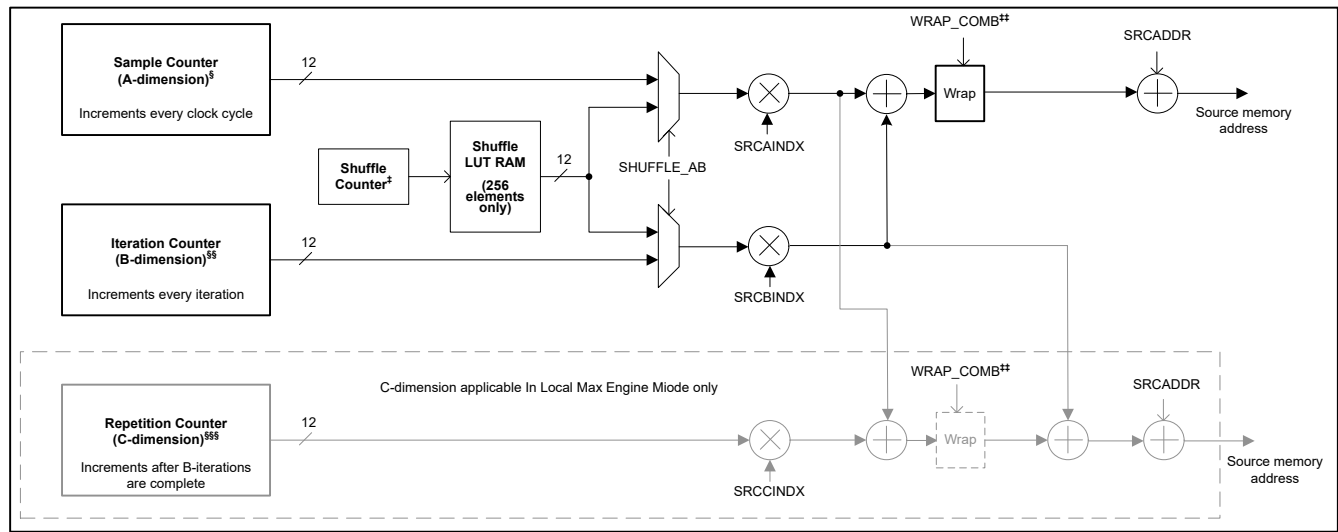 WRAP_COMB‡‡
SRCADDR
Sample Counter
(A-dimension)§
Increments every clock cycle
12
Wrap
Source memory
address
SRCAINDX
Shuffle
Counter‡
Shuffle
LUT RAM
(256
elements
only)
12
SHUFFLE_AB
Iteration Counter
(B-dimension)§§
Increments every iteration
12
SRCBINDX
C-dimension applicable In Local Max Engine Miode only
WRAP_COMB‡‡
SRCADDR
Repetition Counter
(C-dimension)§§§
Increments after B-iterations
are complete
12
Wrap
Source memory
address
SRCCINDX